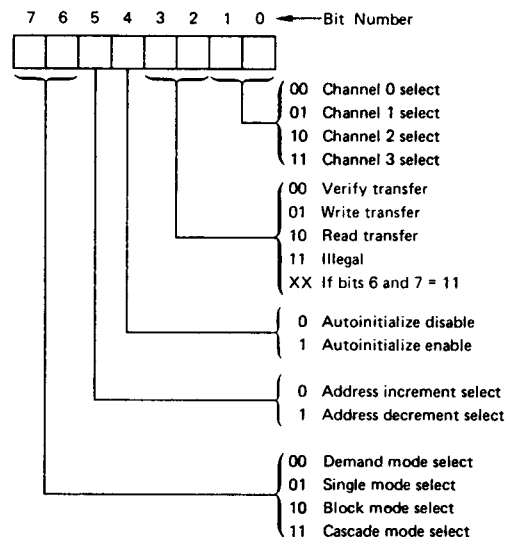 7 6 5 4 3 2 1 0 Bit Number
00 Channel 0 select
01 Channel 1 select
10 Channel 2 select
11 Channel 3 select
00 Verify transfer
01 Write transfer
10 Read transfer
11 Illegal
XX If bits 6 and 7 = 11
0 Autoinitialize disable
1 Autoinitialize enable
0 Address increment select
1 Address decrement select
00 Demand mode select
01 Single mode select
10 Block mode select
11 Cascade mode select